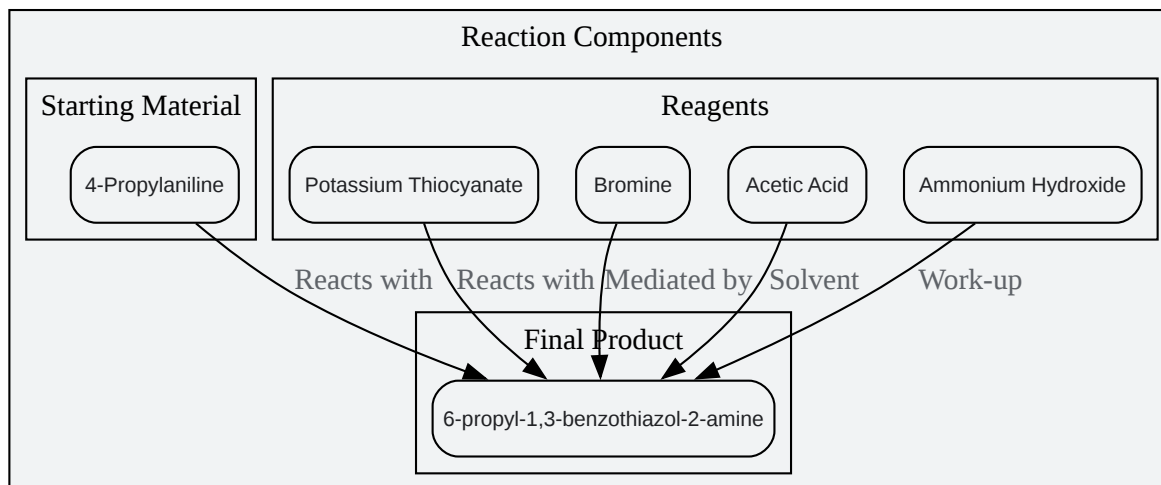 Reaction Components
Starting Material
Reagents
4-Propylaniline
Potassium Thiocyanate
Bromine
Acetic Acid
Ammonium Hydroxide
Reacts with
Reacts with
Mediated by
Solvent
Work-up
Final Product
6-propyl-1,3-benzothiazol-2-amine